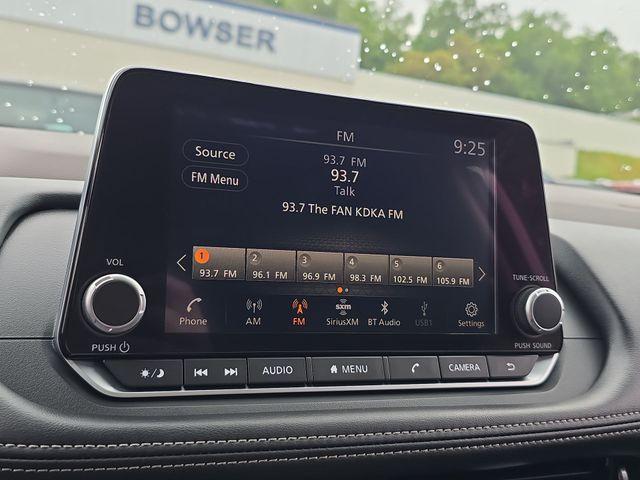 BOWSER
FM
9:25
Source
93.7 FM
93.7
FM Menu
Talk
93.7 The FAN KDKA FM
1 2 3 4 5 6
93.7 FM 96.1 FM 96.9 FM 98.3 FM 102.5 FM 105.9 FM
VOL
TUNE·SCROLL
sxm
Phone AM FM SiriusXM BT Audio USB1 Settings
PUSH
PUSH SOUND
AUDIO MENU CAMERA